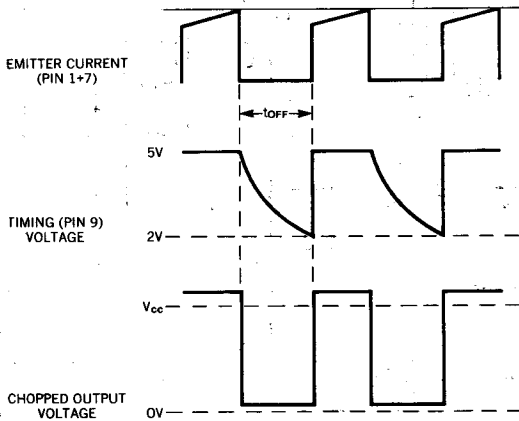 EMITTER CURRENT
(PIN 1+7)
tOFF
5V
TIMING (PIN 9)
VOLTAGE
2V
Vcc
CHOPPED OUTPUT
VOLTAGE
0V